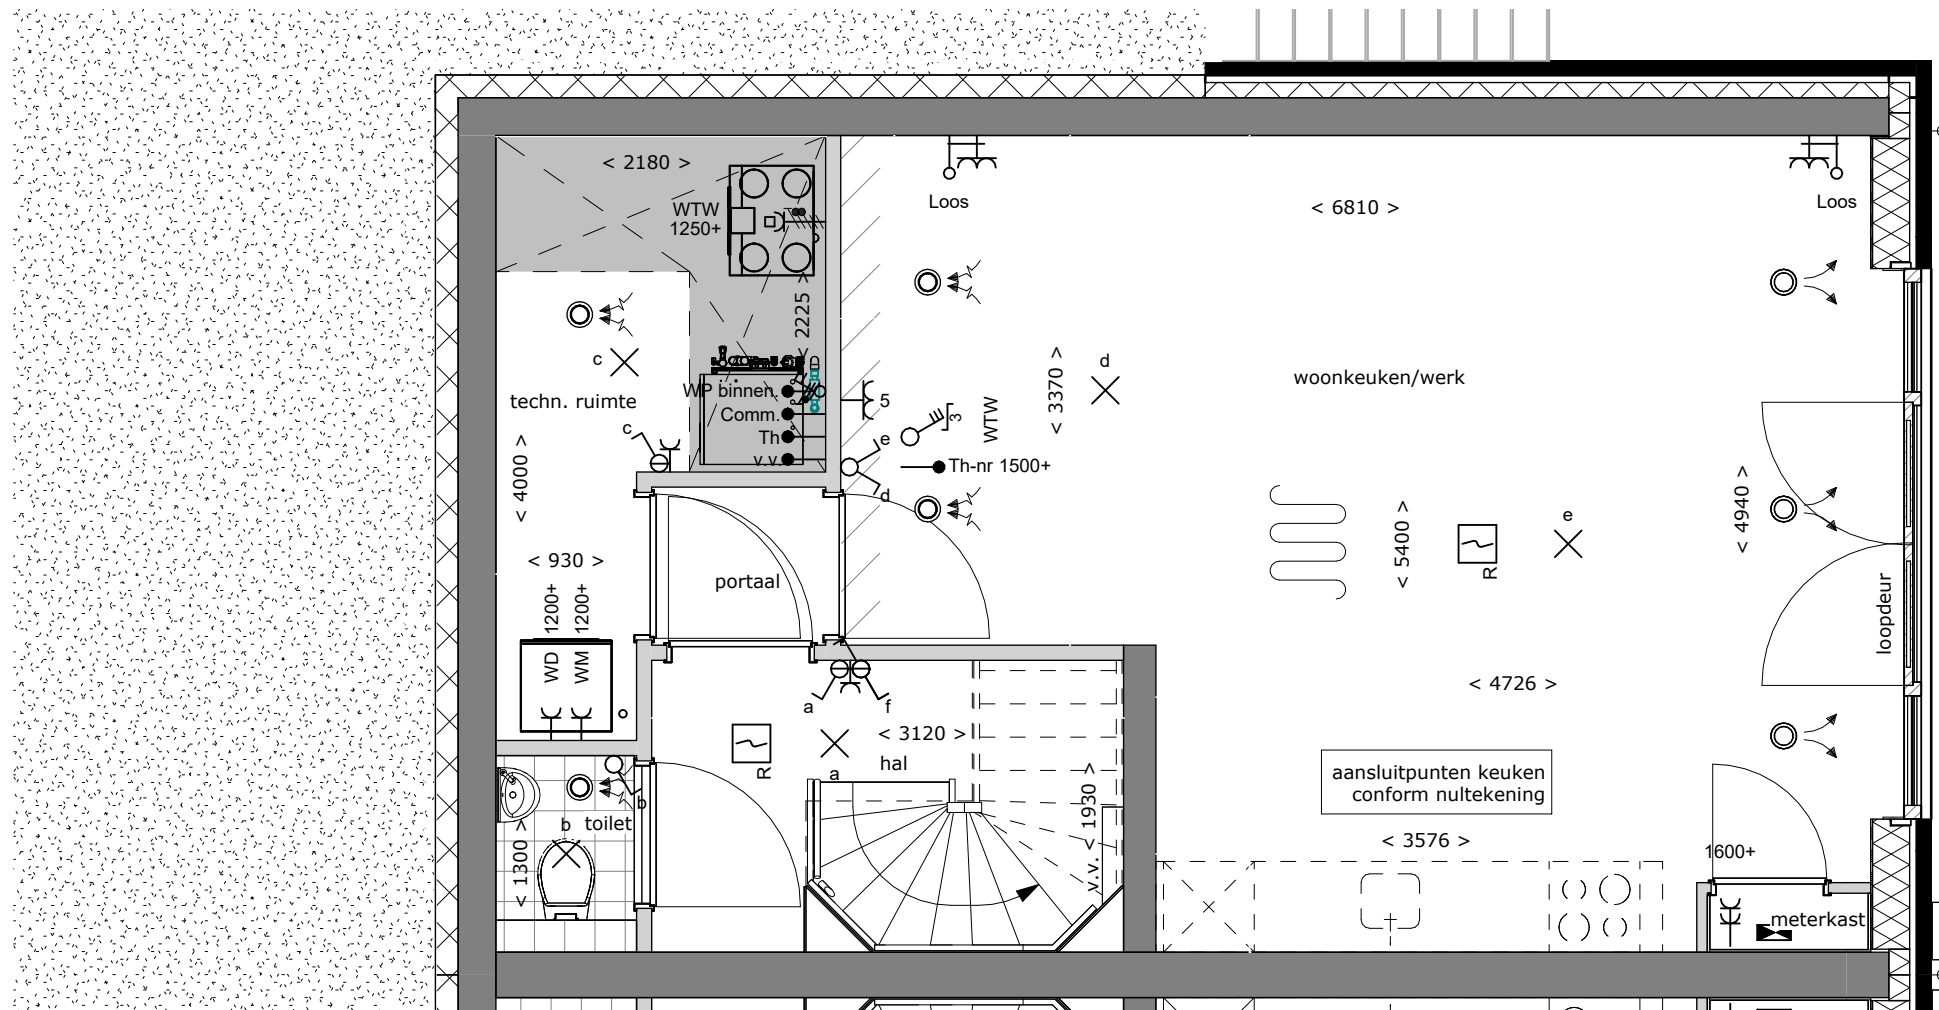 < 2180 >
WTW
1250+
< 2225 >
Loos
< 6810 >
Loos
c
WP binnen.
Comm.
Th
v.v.
techn. ruimte
c
< 4000 >
5
e
d
3
WTW
Th-nr 1500+
< 3370 >
d
woonkeuken/werk
< 5400 >
R
e
< 4940 >
loopdeur
< 930 >
1200+
1200+
WD
WM
portaal
a
f
< 3120 >
hal
R
a
< 4726 >
aansluitpunten keuken
conform nultekening
< 3576 >
b
b
toilet
< 1300 >
v.v. < 1930 >
1600+
meterkast